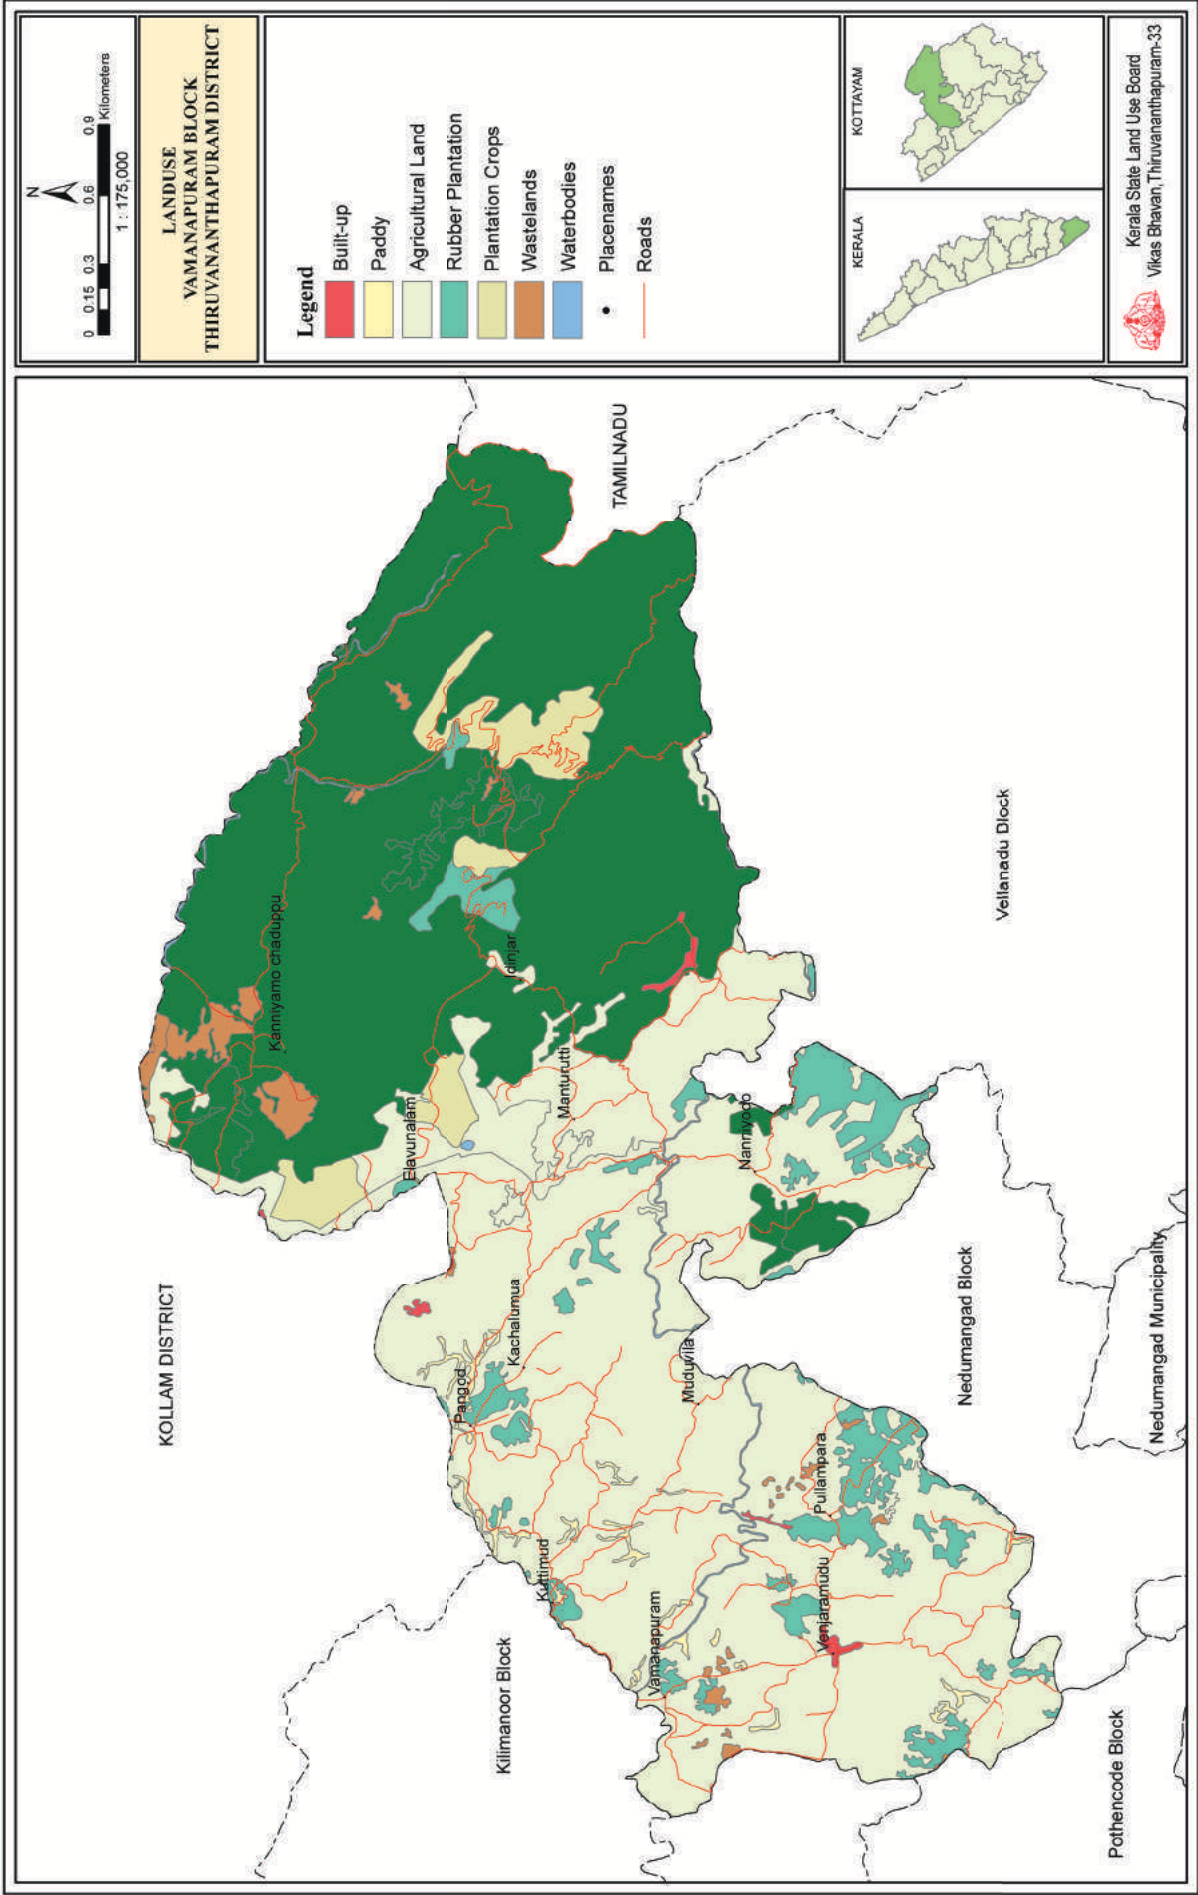 N
0 0.15 0.3 0.6 0.9
Kilometers
1 : 175,000
LANDUSE
VAMANAPURAM BLOCK
THIRUVANANTHAPURAM DISTRICT
Legend
Built-up
Paddy
Agricultural Land
Rubber Plantation
Plantation Crops
Wastelands
Waterbodies
Placenames
Roads
KERALA
KOTTAYAM
Kerala State Land Use Board
Vikas Bhavan,Thiruvananthapuram-33
KOLLAM DISTRICT
TAMILNADU
Kanniyamo chaduppu
Elavunalam
Idinjar
Manturutti
Nanniyodo
Kachalumua
Pangod
Muduvila
Kuttimud
Pullampara
Vamanapuram
Venjaramudu
Kilimanoor Block
Vellanadu Dlock
Nedumangad Block
Nedumangad Municipality
Pothencode Block